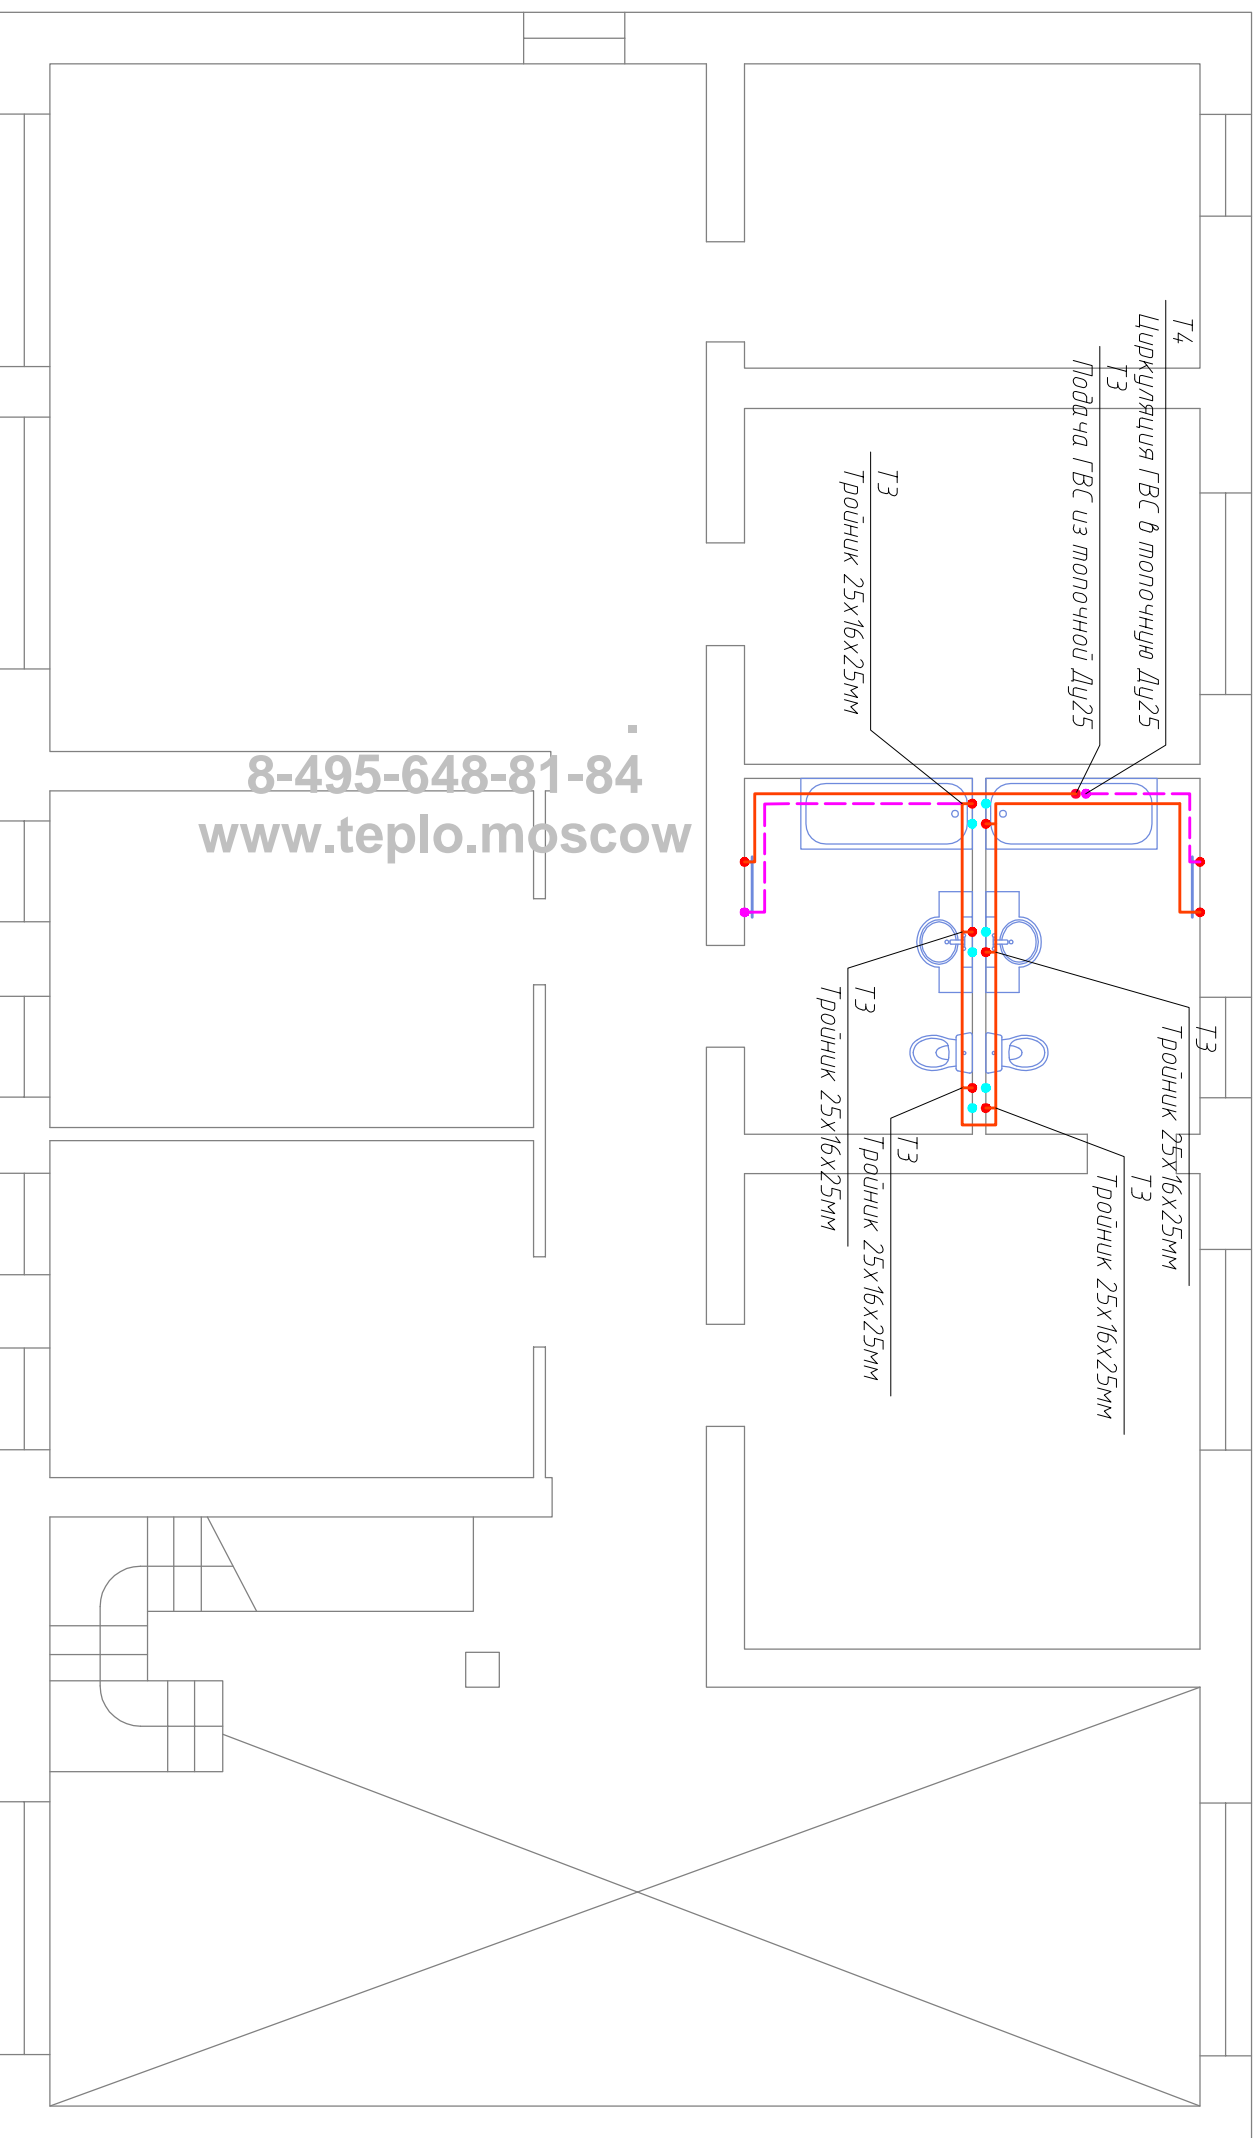 Т4
Циркуляция ГВС в топочную Ду25
Т3
Подача ГВС из топочной Ду25
Т3
Тройник 25х16х25мм
8-495-648-81-84
www.teplo.moscow
Т3
Тройник 25х16х25мм
Т3
Тройник 25х16х25мм
Т3
Тройник 25х16х25мм
Т3
Тройник 25х16х25мм